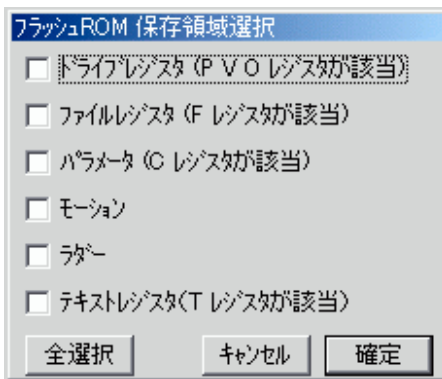 フラッシュROM 保存領域選択
ﾄﾞﾗｲﾌﾞﾚｼﾞｽﾀ (P V O ﾚｼﾞｽﾀが該当)
ﾌｧｲﾙﾚｼﾞｽﾀ (F ﾚｼﾞｽﾀが該当)
ﾊﾟﾗﾒｰﾀ (C ﾚｼﾞｽﾀが該当)
ﾓｰｼｮﾝ
ﾗﾀﾞｰ
ﾃｷｽﾄﾚｼﾞｽﾀ(T ﾚｼﾞｽﾀが該当)
全選択 ｷｬﾝｾﾙ 確定